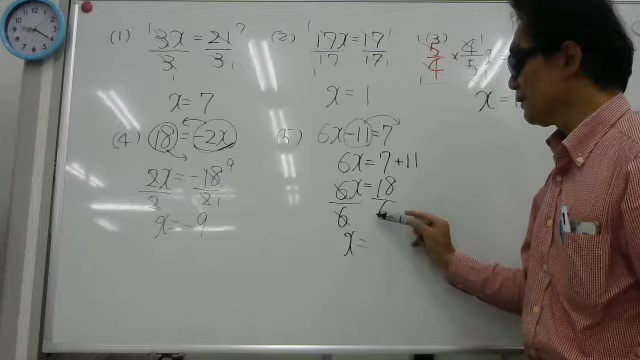 (1) 3x/3 = 21/3
x = 7
(2) 17x/17 = 17/17
x = 1
(3) 5/4 × 4/5
x =
(4) 18 = -2x
2x/2 = -18/2
x = -9
(5) 6x -11 = 7
6x = 7 + 11
6x/6 = 18/6
x =